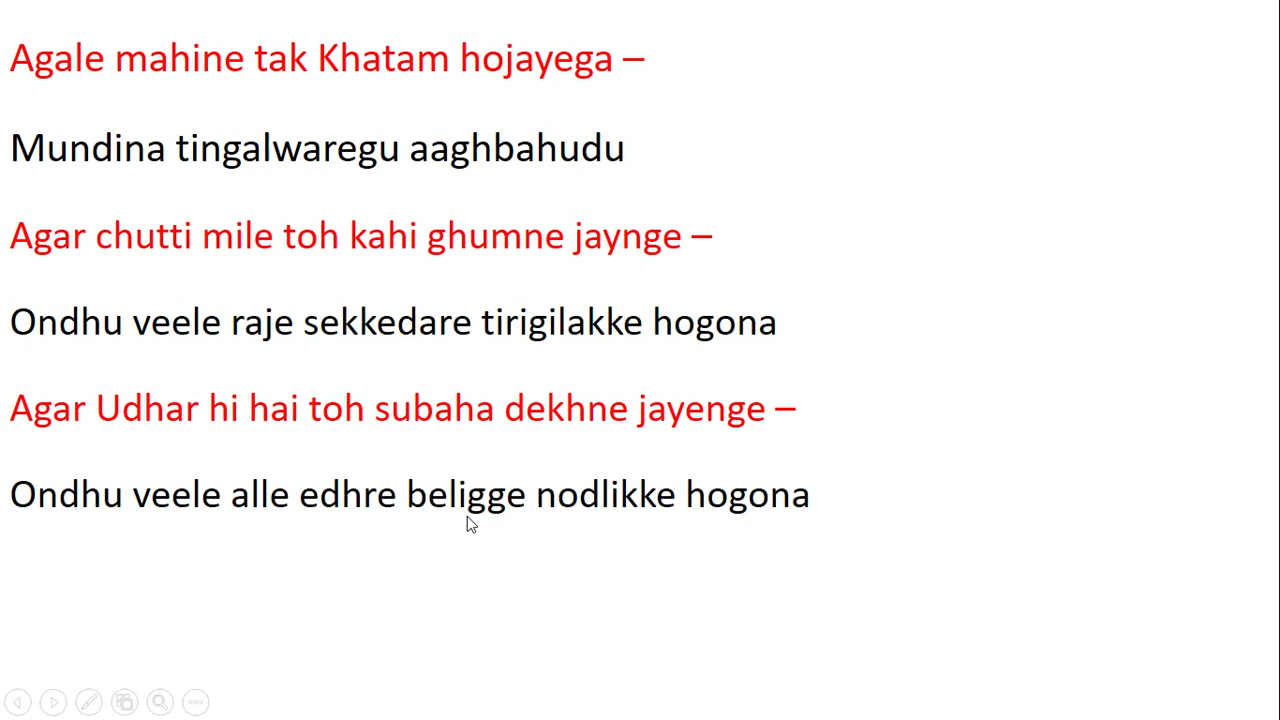 Agale mahine tak Khatam hojayega –
Mundina tingalwaregu aaghbahudu
Agar chutti mile toh kahi ghumne jaynge –
Ondhu veele raje sekkedare tirigilakke hogona
Agar Udhar hi hai toh subaha dekhne jayenge –
Ondhu veele alle edhre beligge nodlikke hogona